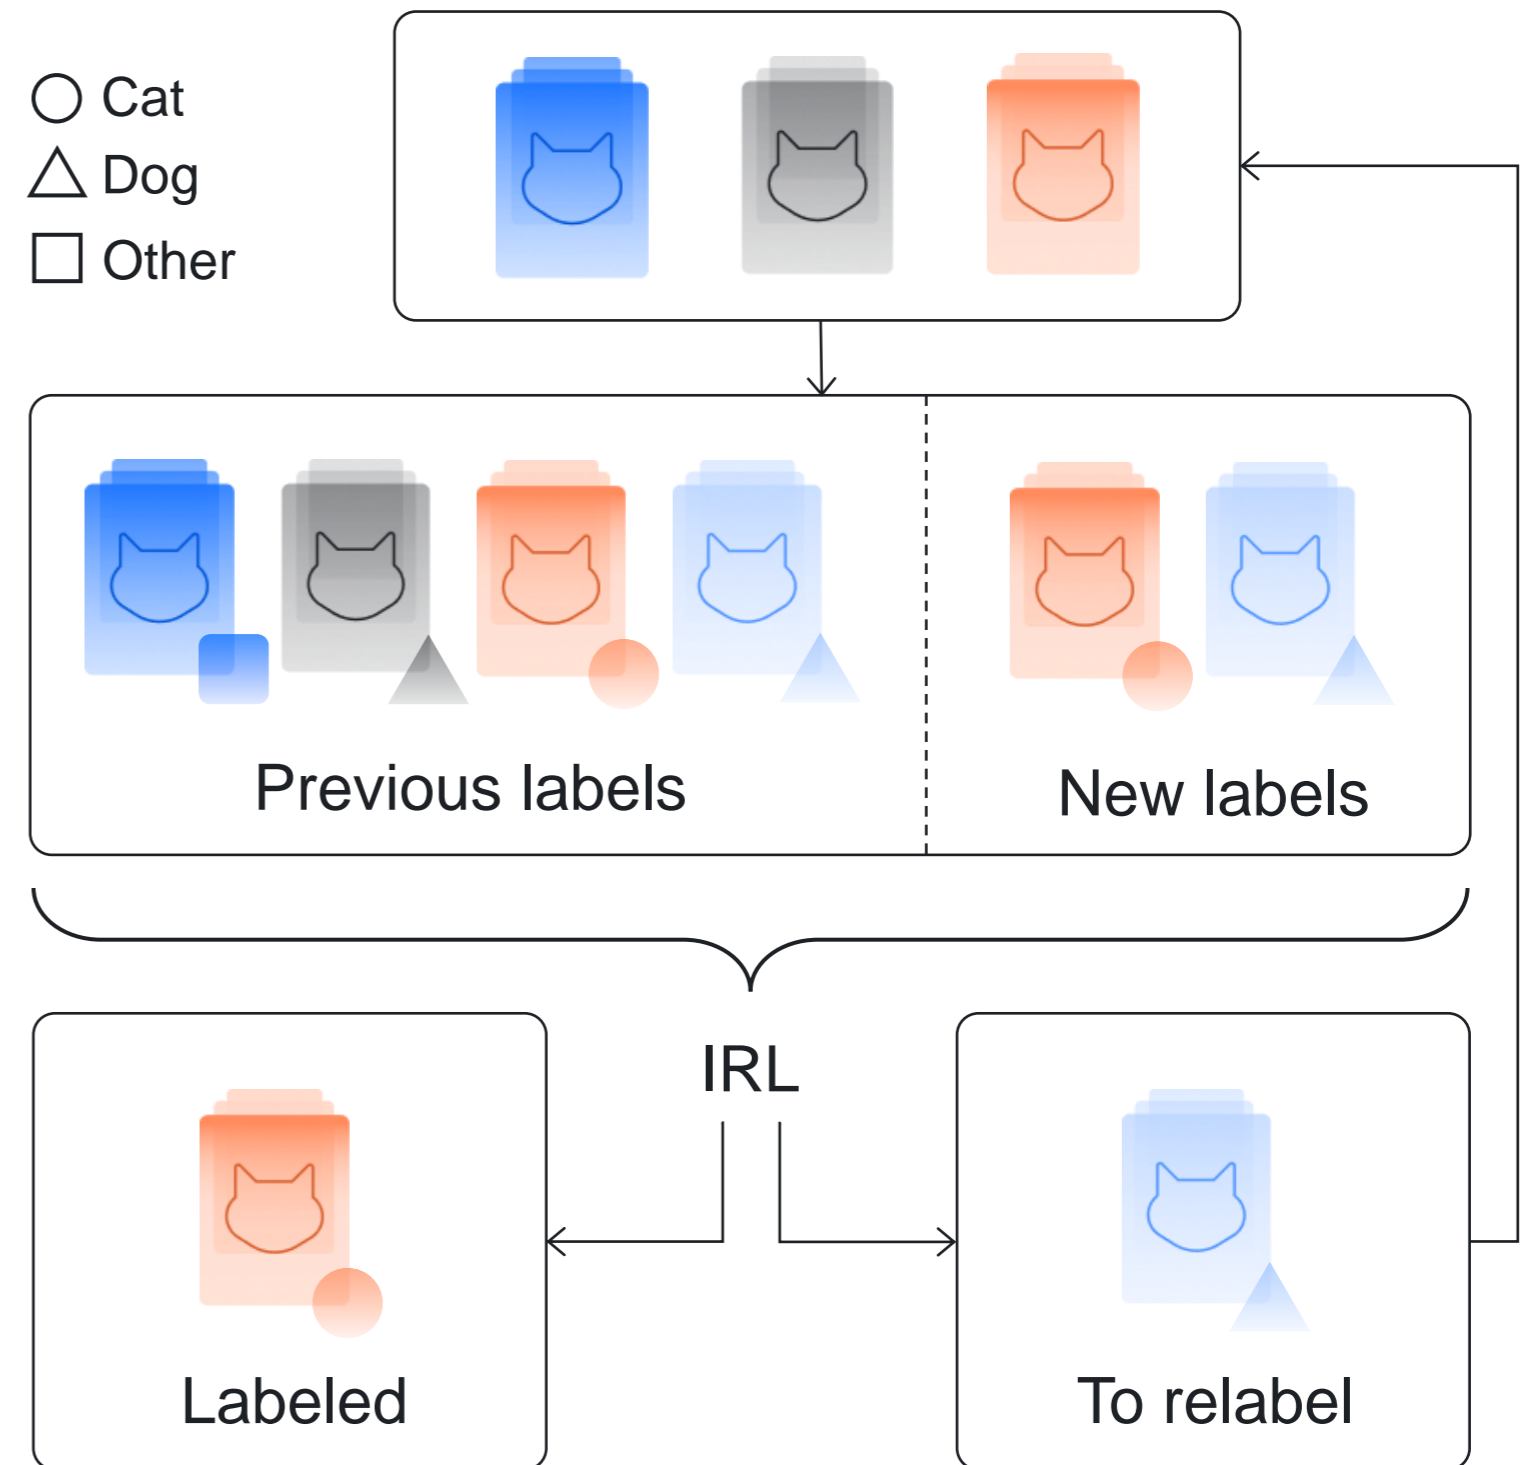 Cat
Dog
Other
Previous labels
New labels
IRL
Labeled
To relabel